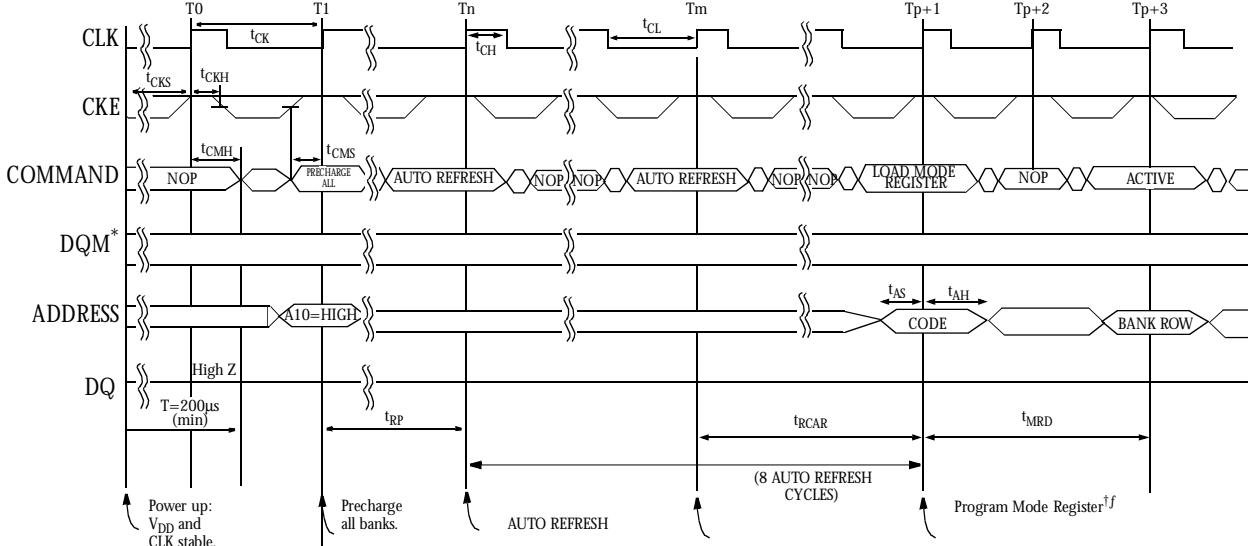 T0 T1 Tn Tm Tp+1 Tp+2 Tp+3
CLK
tCK
tCH
tCL
tCKS
tCKH
CKE
tCMH
tCMS
COMMAND
NOP
PRECHARGE
ALL
AUTO REFRESH
NOP
NOP
AUTO REFRESH
NOP
NOP
LOAD MODE
REGISTER
NOP
ACTIVE
DQM*
tAS
tAH
ADDRESS
A10=HIGH
CODE
BANK ROW
High Z
DQ
T=200µs
(min)
tRP
tRCAR
tMRD
(8 AUTO REFRESH
CYCLES)
Power up:
VDD and
CLK stable.
Precharge
all banks.
AUTO REFRESH
Program Mode Register†ƒ